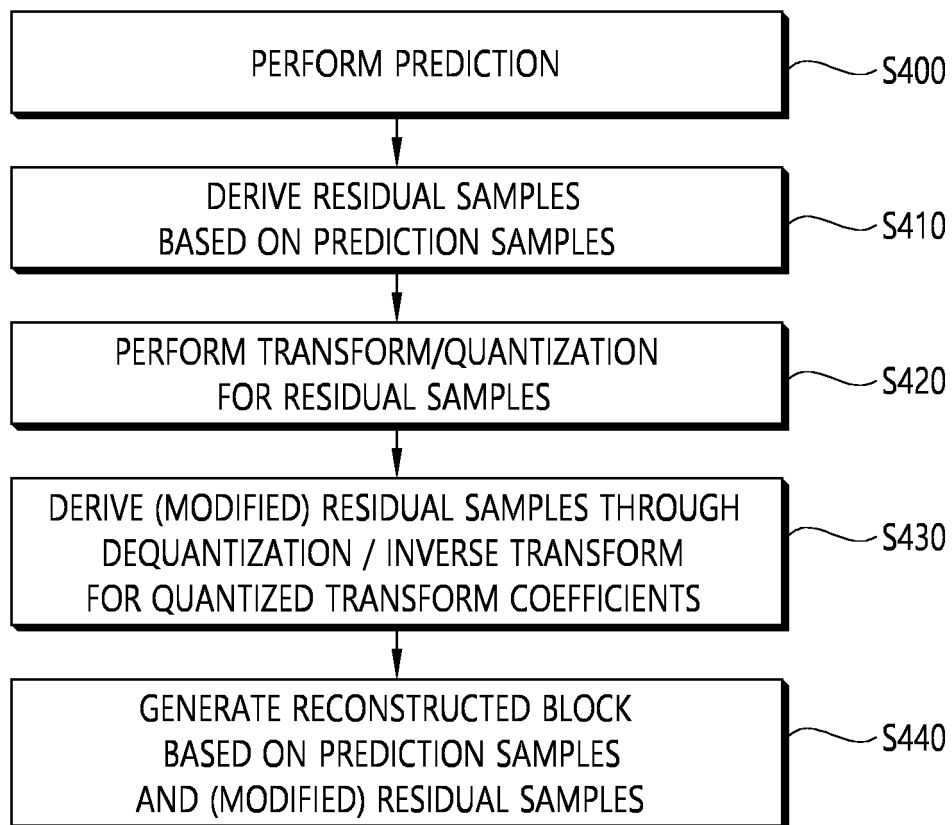 PERFORM PREDICTION
S400
DERIVE RESIDUAL SAMPLES
BASED ON PREDICTION SAMPLES
S410
PERFORM TRANSFORM/QUANTIZATION
FOR RESIDUAL SAMPLES
S420
DERIVE (MODIFIED) RESIDUAL SAMPLES THROUGH
DEQUANTIZATION / INVERSE TRANSFORM
FOR QUANTIZED TRANSFORM COEFFICIENTS
S430
GENERATE RECONSTRUCTED BLOCK
BASED ON PREDICTION SAMPLES
AND (MODIFIED) RESIDUAL SAMPLES
S440